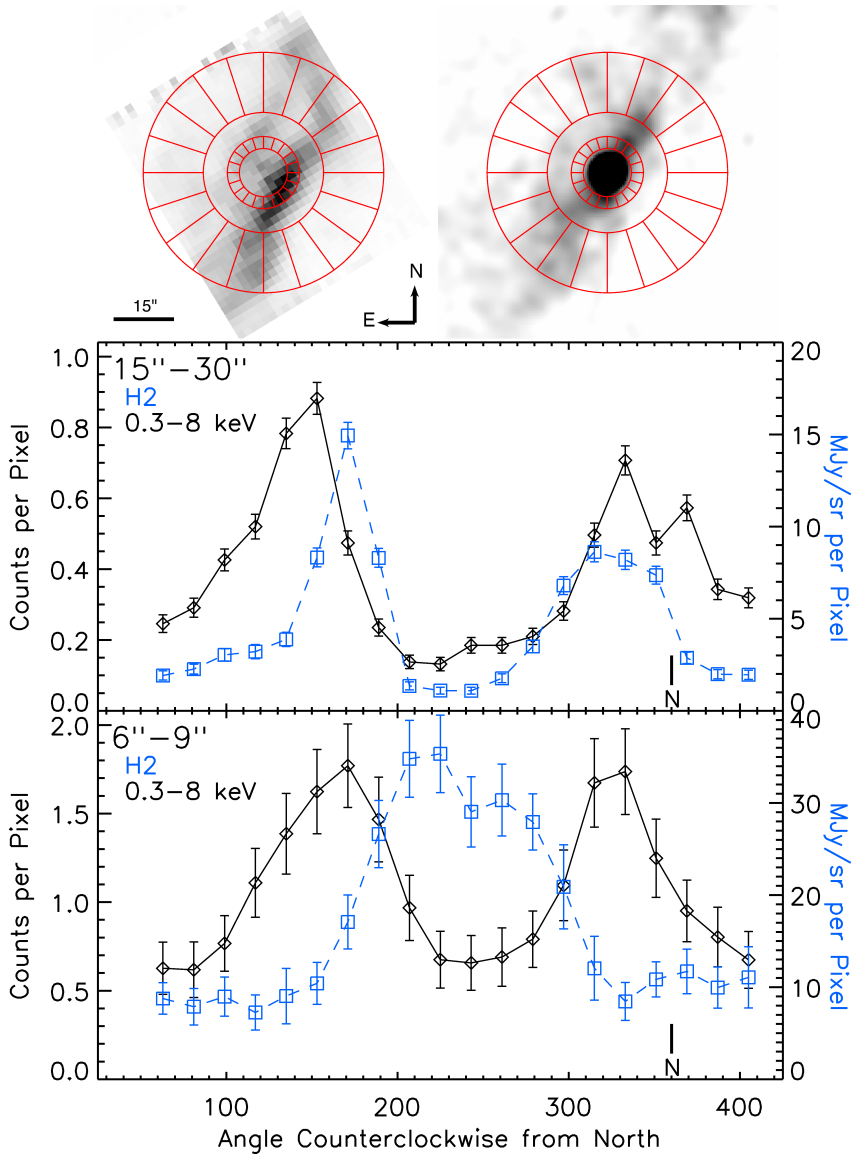 N
E
15"
15"-30"
H2
0.3-8 keV
Counts per Pixel
MJy/sr per Pixel
1.0
0.8
0.6
0.4
0.2
0.0
20
15
10
5
0
N
6"-9"
H2
0.3-8 keV
Counts per Pixel
MJy/sr per Pixel
2.0
1.5
1.0
0.5
0.0
40
30
20
10
0
N
100
200
300
400
Angle Counterclockwise from North